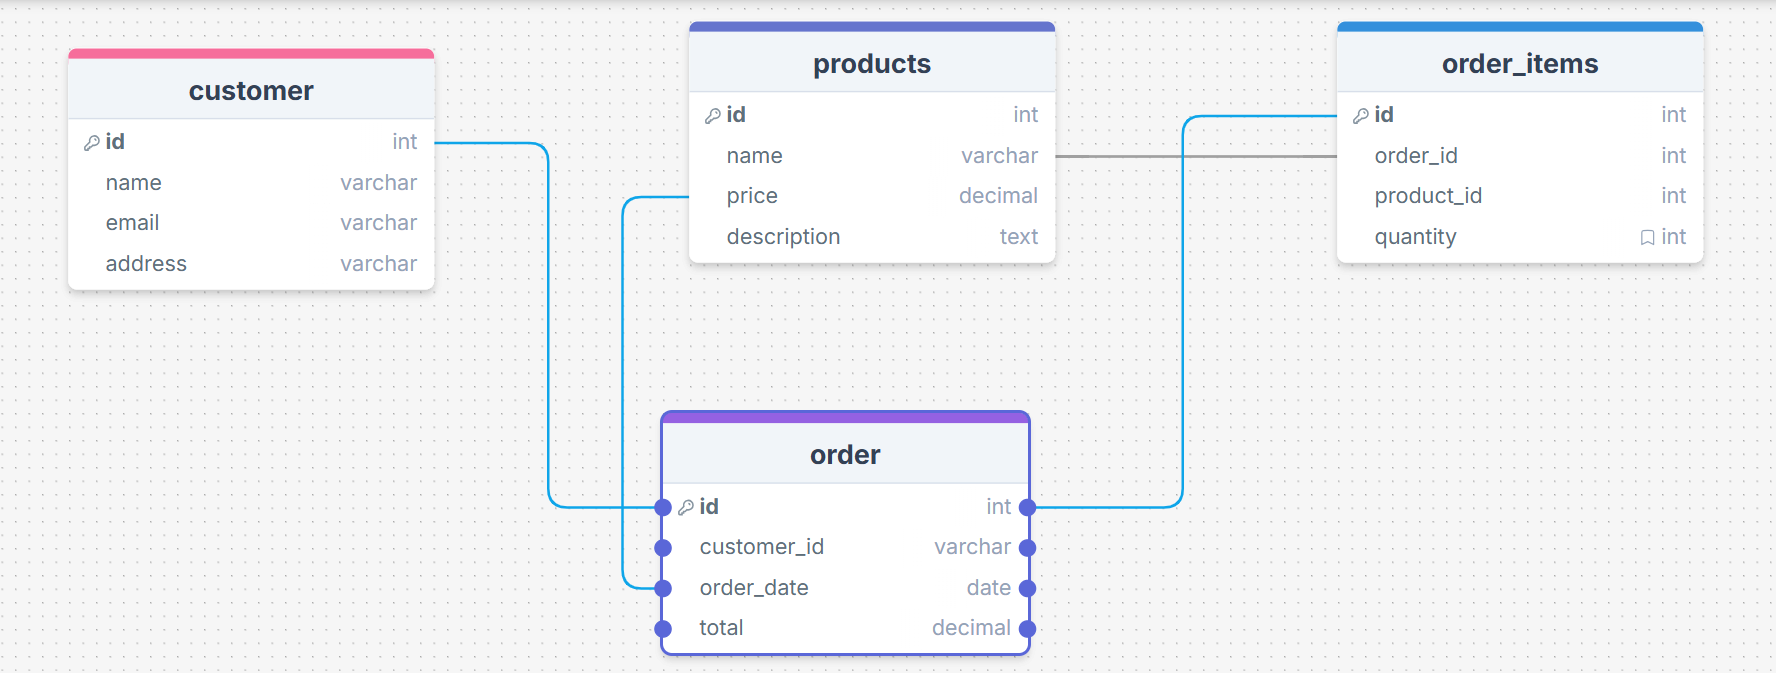 customer
id int
name varchar
email varchar
address varchar
products
id int
name varchar
price decimal
description text
order_items
id int
order_id int
product_id int
quantity int
order
id int
customer_id varchar
order_date date
total decimal